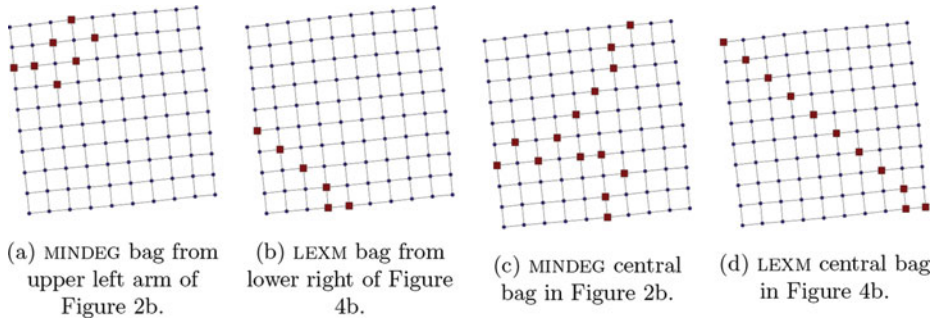 (a) MINDEG bag from
upper left arm of
Figure 2b.
(b) LEXM bag from
lower right of Figure
4b.
(c) MINDEG central
bag in Figure 2b.
(d) LEXM central bag
in Figure 4b.